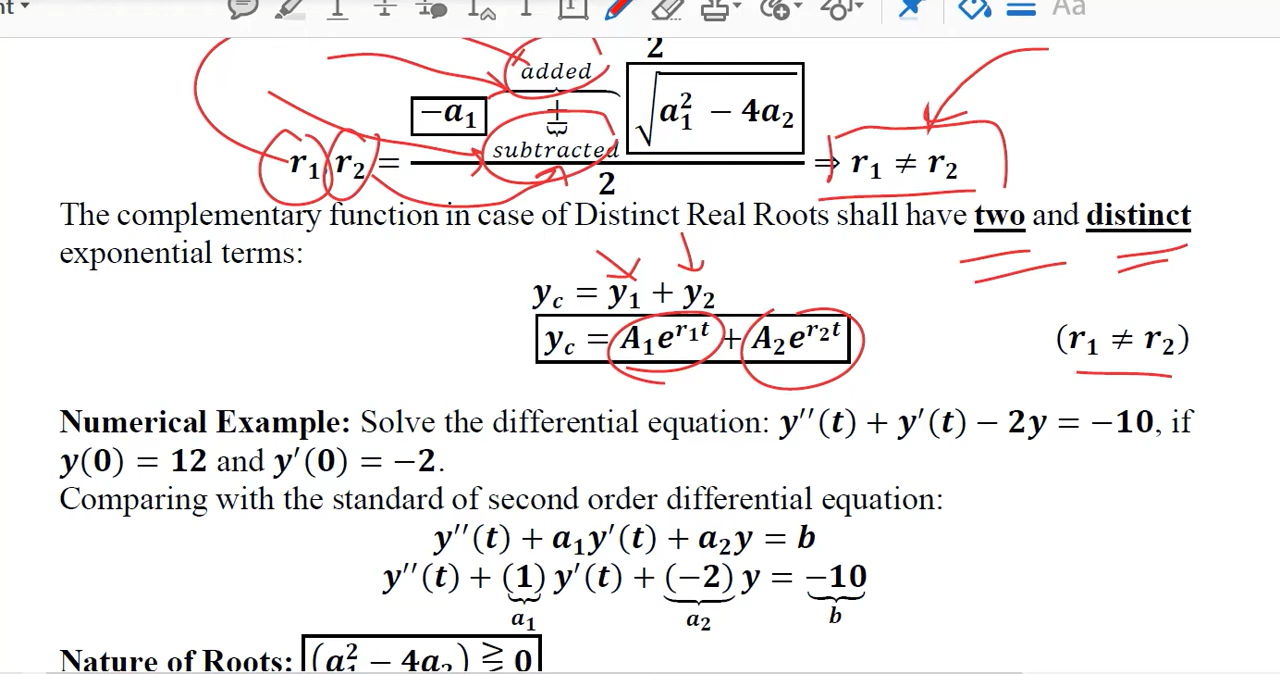 nt
Aa
2
−a₁ added ± subtracted √a₁² − 4a₂
r₁ r₂ = ⇒ r₁ ≠ r₂
2
The complementary function in case of Distinct Real Roots shall have two and distinct
exponential terms:
y_c = y₁ + y₂
y_c = A₁e^{r₁t} + A₂e^{r₂t} (r₁ ≠ r₂)
Numerical Example: Solve the differential equation: y′′(t) + y′(t) − 2y = −10, if
y(0) = 12 and y′(0) = −2.
Comparing with the standard of second order differential equation:
y′′(t) + a₁y′(t) + a₂y = b
y′′(t) + (1) y′(t) + (−2) y = −10
a₁ a₂ b
Nature of Roots: (a₁² − 4a₂) ⋛ 0